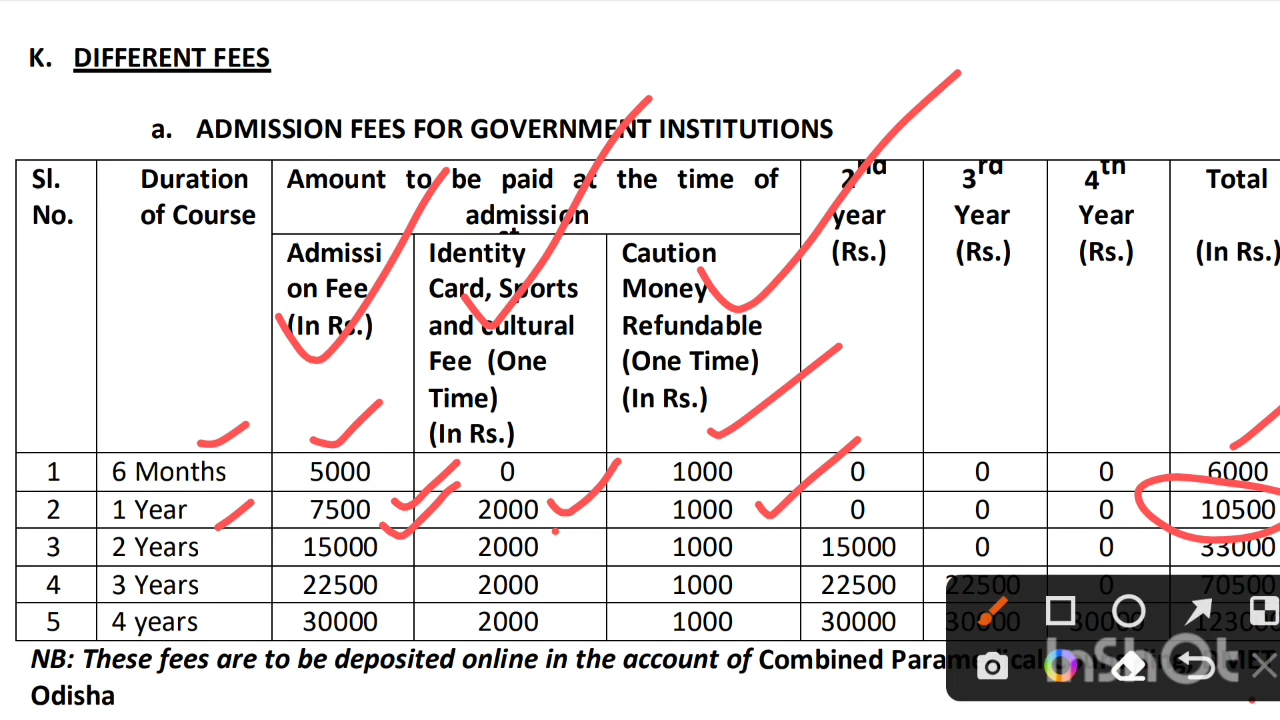 K. DIFFERENT FEES
a. ADMISSION FEES FOR GOVERNMENT INSTITUTIONS
Sl. No. Duration of Course Amount to be paid at the time of admission 2nd year (Rs.) 3rd Year (Rs.) 4th Year (Rs.) Total (In Rs.)
Admissi on Fee (In Rs.) Identity Card, Sports and cultural Fee (One Time) (In Rs.) Caution Money Refundable (One Time) (In Rs.)
1 6 Months 5000 0 1000 0 0 0 6000
2 1 Year 7500 2000 1000 0 0 0 10500
3 2 Years 15000 2000 1000 15000 0 0 33000
4 3 Years 22500 2000 1000 22500 22500 0 70500
5 4 years 30000 2000 1000 30000 30000 30000 123000
NB: These fees are to be deposited online in the account of Combined
Odisha
InShot